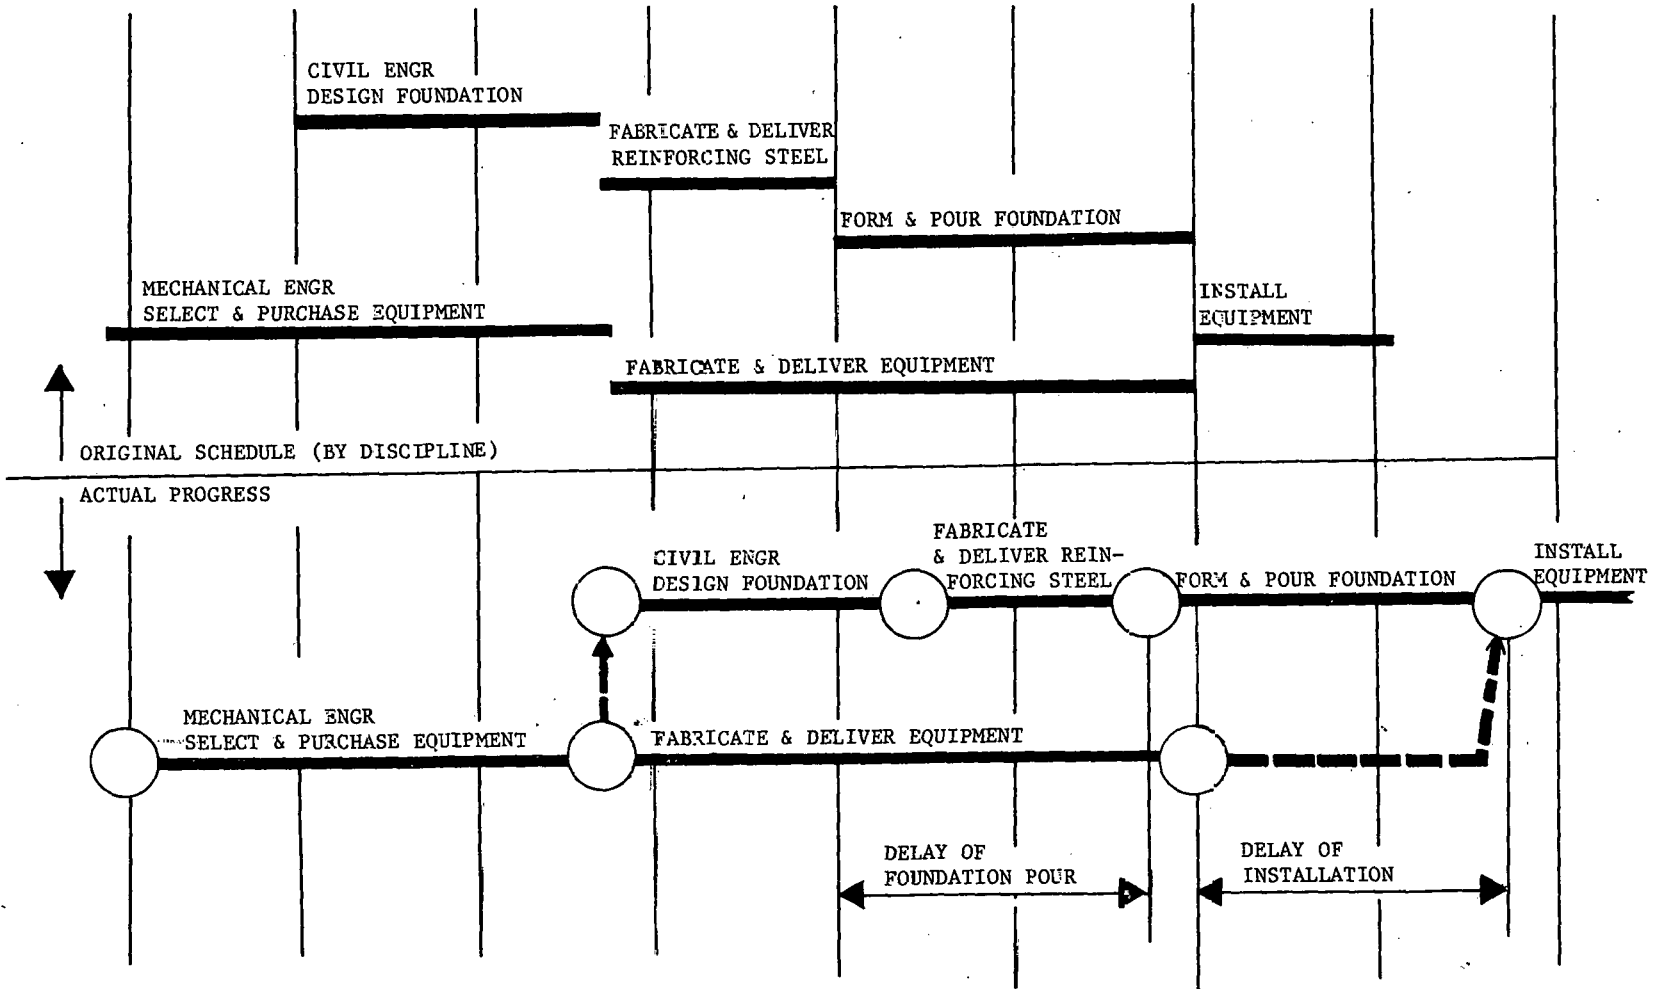 CIVIL ENGR
DESIGN FOUNDATION
FABRICATE & DELIVER
REINFORCING STEEL
FORM & POUR FOUNDATION
MECHANICAL ENGR
SELECT & PURCHASE EQUIPMENT
INSTALL
EQUIPMENT
FABRICATE & DELIVER EQUIPMENT
ORIGINAL SCHEDULE (BY DISCIPLINE)
ACTUAL PROGRESS
CIVIL ENGR
DESIGN FOUNDATION
FABRICATE
& DELIVER REIN-
FORCING STEEL
FORM & POUR FOUNDATION
INSTALL
EQUIPMENT
MECHANICAL ENGR
SELECT & PURCHASE EQUIPMENT
FABRICATE & DELIVER EQUIPMENT
DELAY OF
FOUNDATION POUR
DELAY OF
INSTALLATION